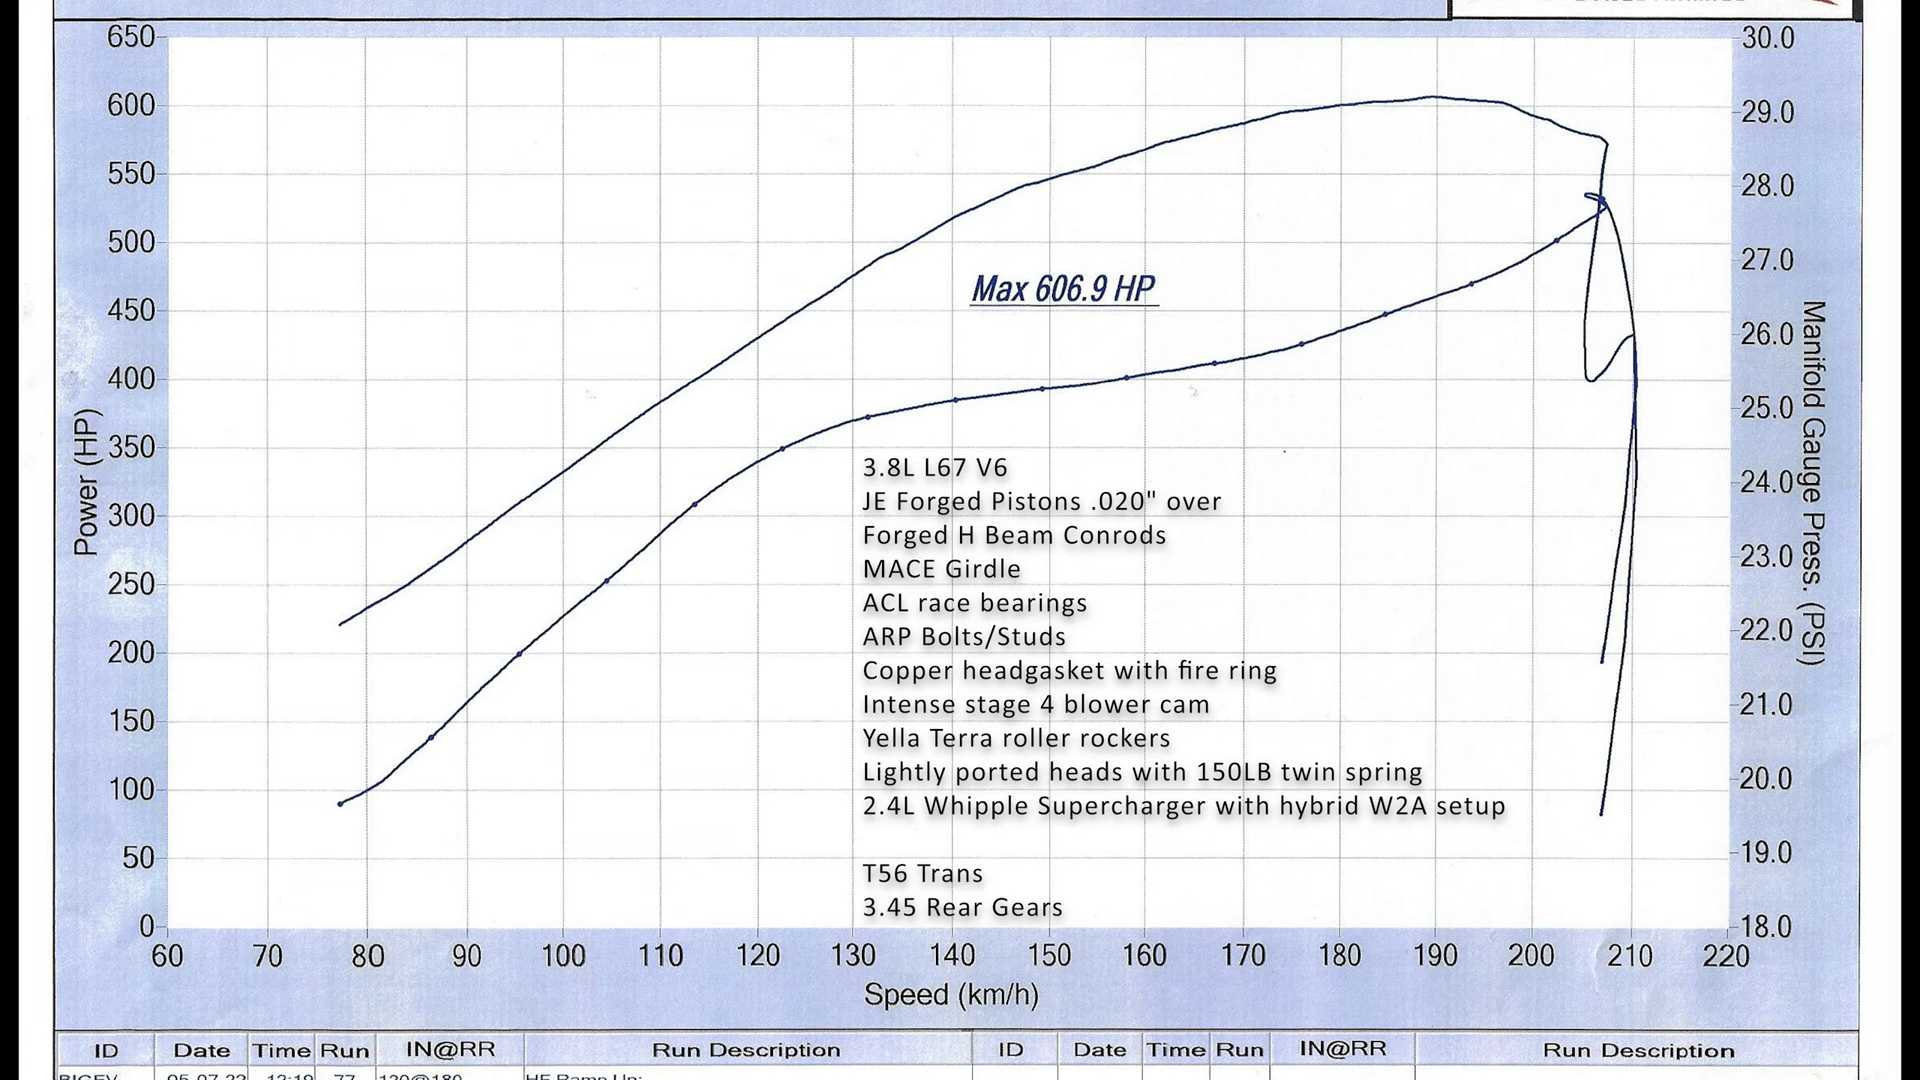 650
600
550
500
450
400
350
300
250
200
150
100
50
0
Power (HP)
30.0
29.0
28.0
27.0
26.0
25.0
24.0
23.0
22.0
21.0
20.0
19.0
18.0
Manifold Gauge Press. (PSI)
Max 606.9 HP
3.8L L67 V6
JE Forged Pistons .020" over
Forged H Beam Conrods
MACE Girdle
ACL race bearings
ARP Bolts/Studs
Copper headgasket with fire ring
Intense stage 4 blower cam
Yella Terra roller rockers
Lightly ported heads with 150LB twin spring
2.4L Whipple Supercharger with hybrid W2A setup
T56 Trans
3.45 Rear Gears
60 70 80 90 100 110 120 130 140 150 160 170 180 190 200 210 220
Speed (km/h)
ID Date Time Run IN@RR Run Description ID Date Time Run IN@RR Run Description